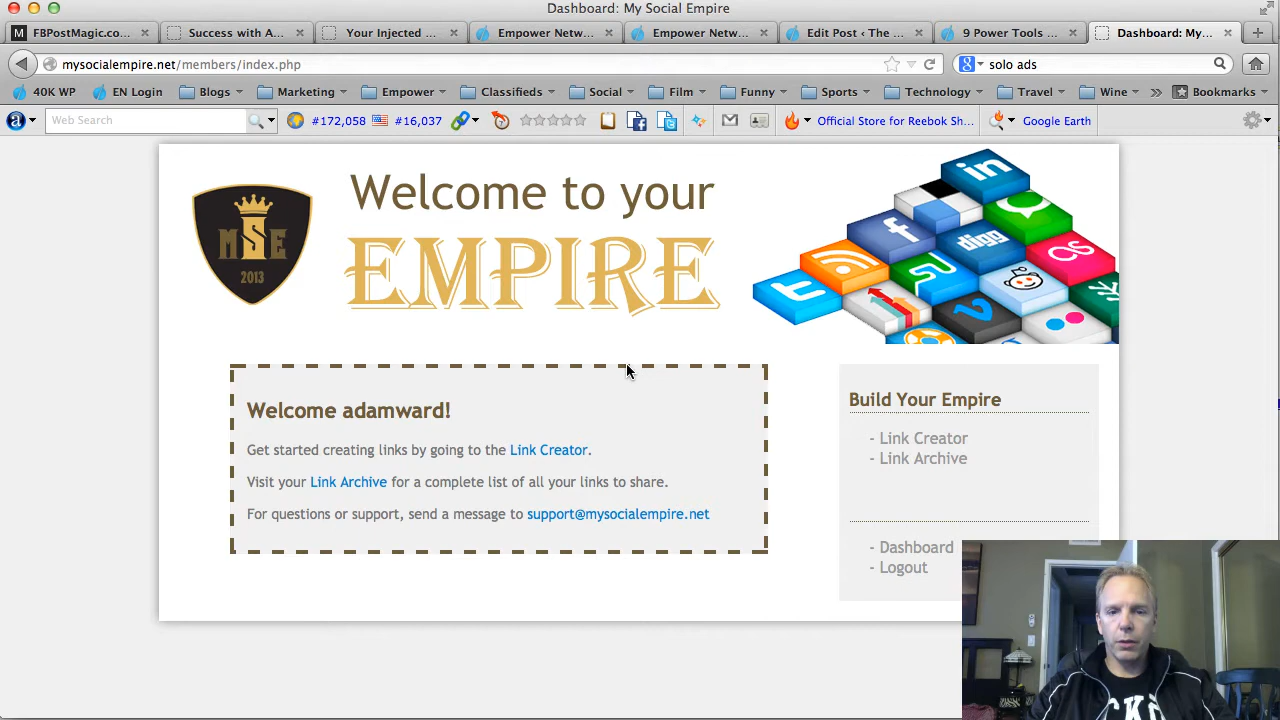 Dashboard: My Social Empire
FBPostMagic.co...
Success with A...
Your Injected ...
Empower Netw...
Empower Netw...
Edit Post ‹ The ...
9 Power Tools ...
Dashboard: My...
mysocialempire.net/members/index.php
solo ads
40K WP
EN Login
Blogs
Marketing
Empower
Classifieds
Social
Film
Funny
Sports
Technology
Travel
Wine
Bookmarks
Web Search
#172,058
#16,037
Official Store for Reebok Sh...
Google Earth
MSE
2013
Welcome to your
EMPIRE
in
f
digg
Welcome adamward!
Get started creating links by going to the Link Creator.
Visit your Link Archive for a complete list of all your links to share.
For questions or support, send a message to support@mysocialempire.net
Build Your Empire
- Link Creator
- Link Archive
- Dashboard
- Logout